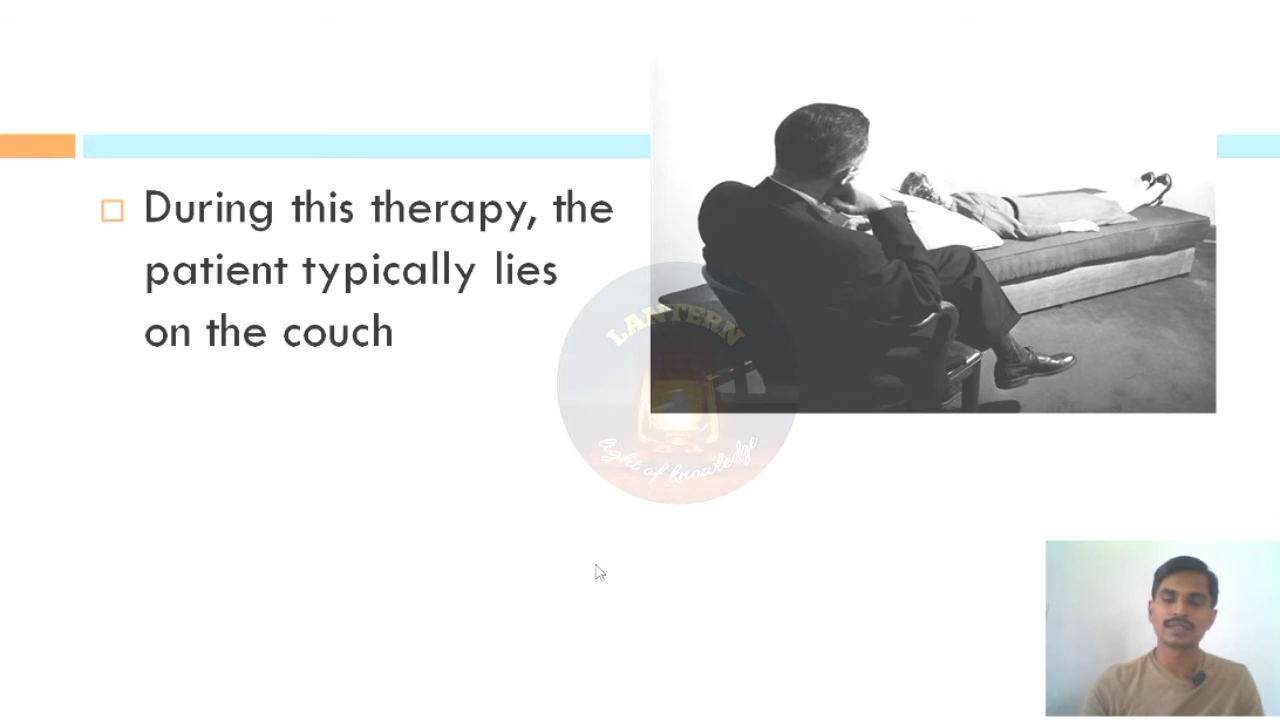 During this therapy, the
patient typically lies
on the couch
LANTERN
light of knowledge